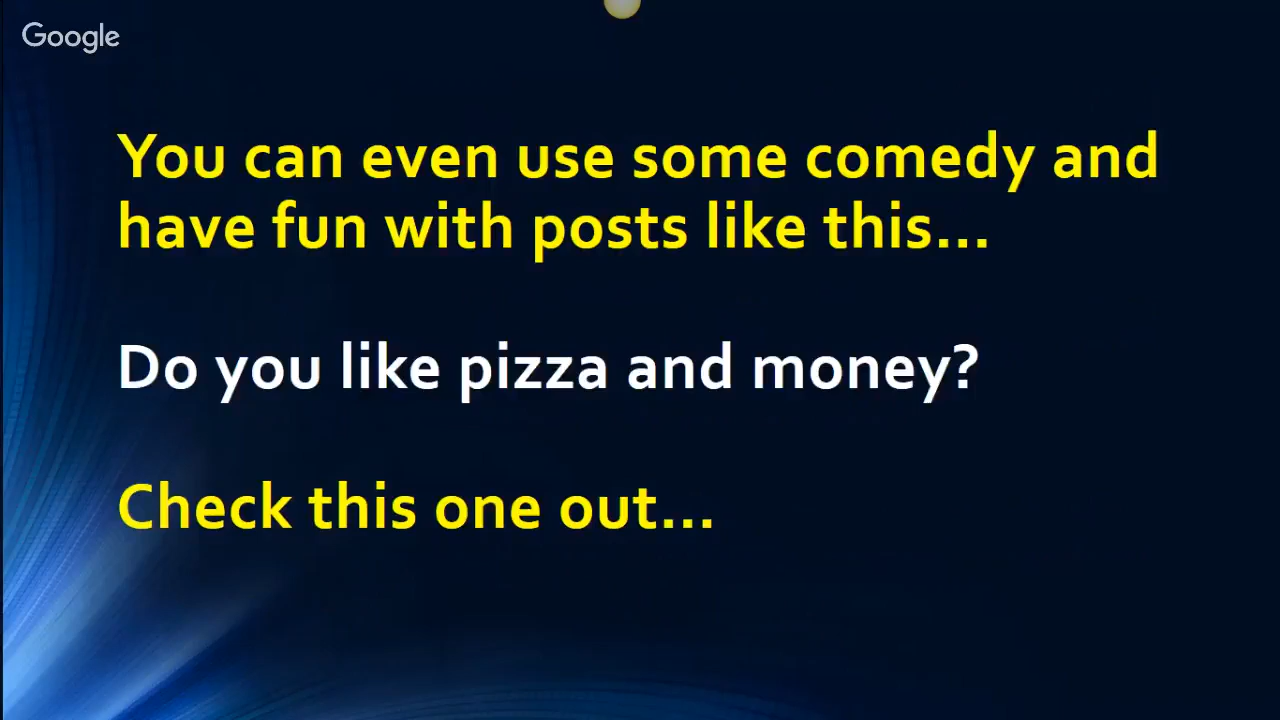 Google
You can even use some comedy and
have fun with posts like this...
Do you like pizza and money?
Check this one out...